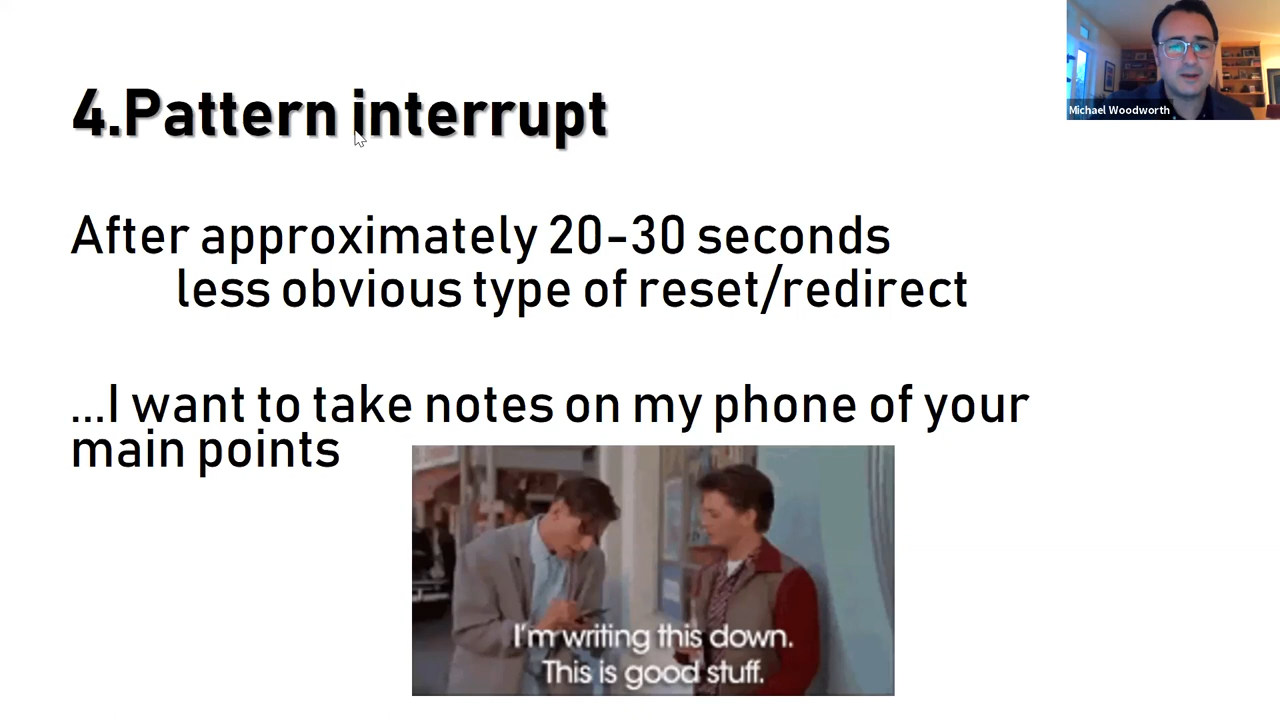 4.Pattern interrupt
After approximately 20-30 seconds
less obvious type of reset/redirect
...I want to take notes on my phone of your
main points
I'm writing this down.
This is good stuff.
Michael Woodworth